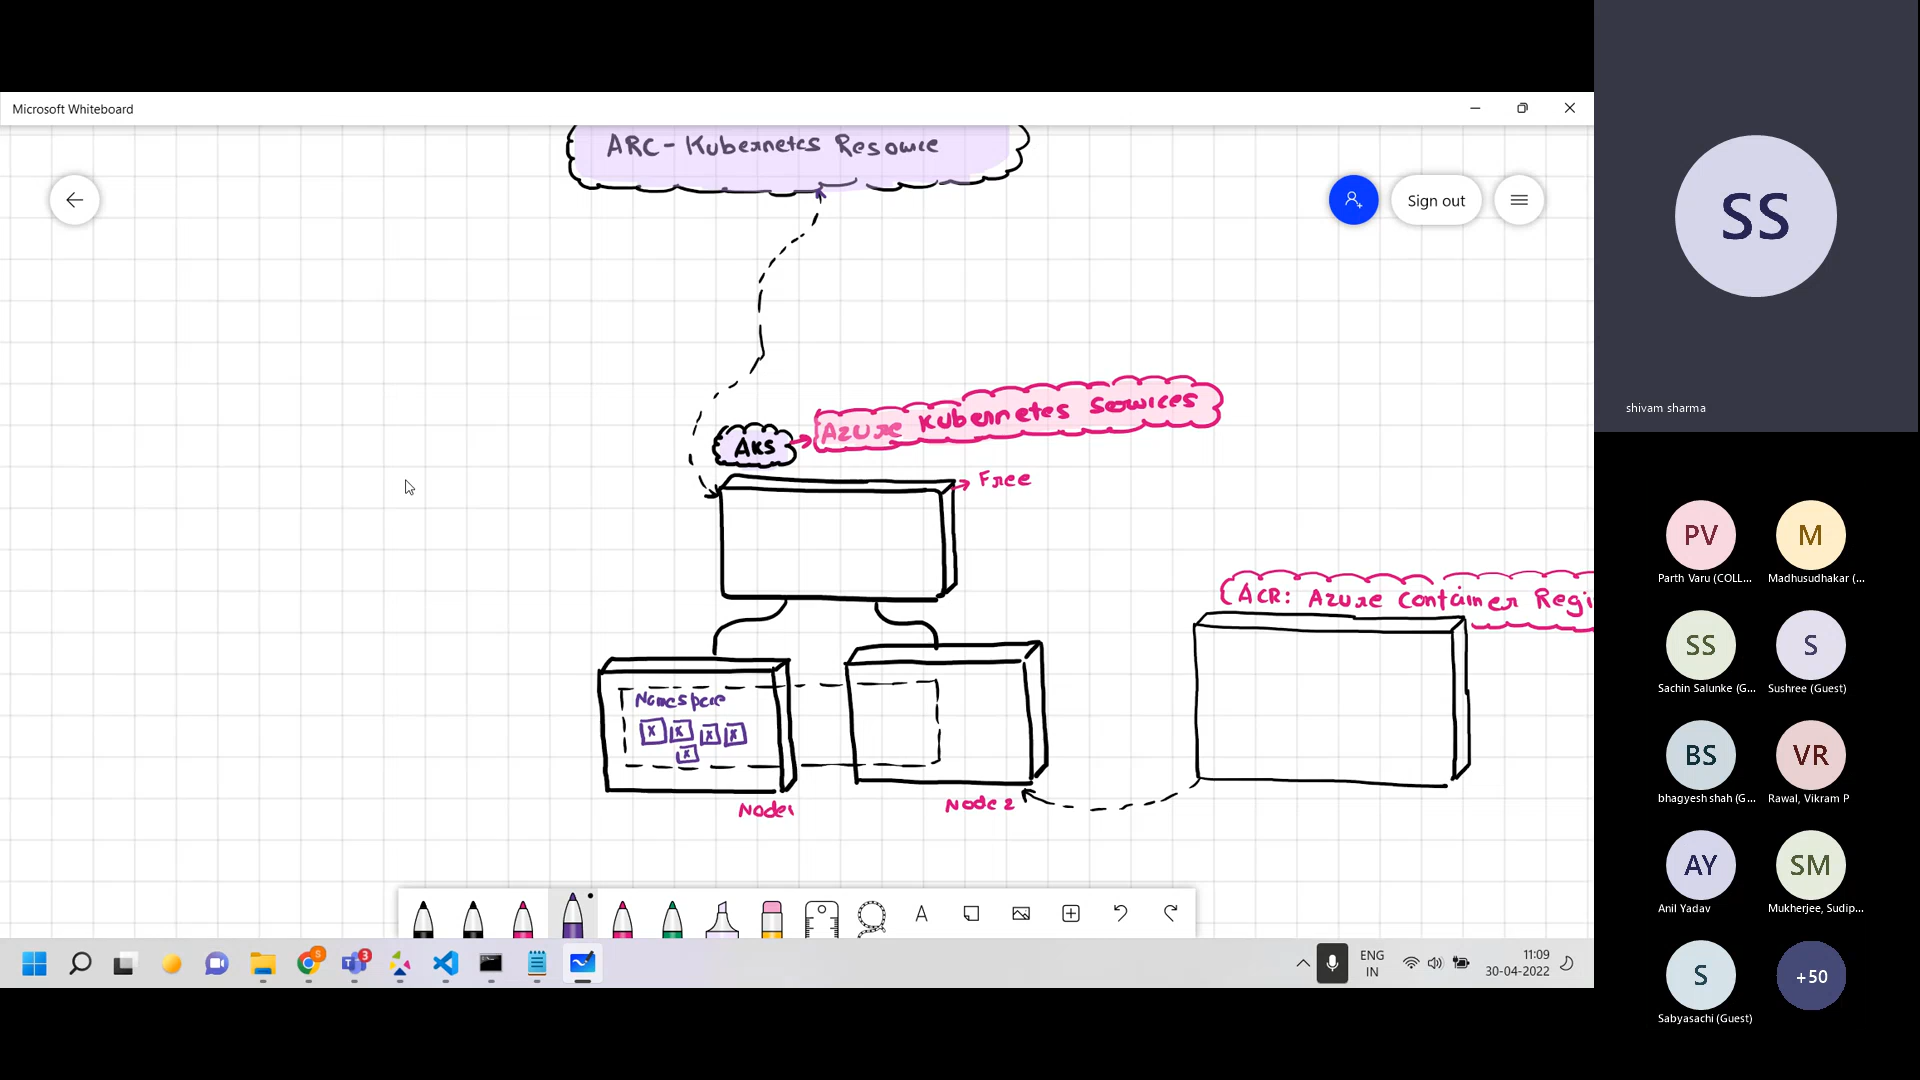 Microsoft Whiteboard
ARC - Kubernetes Resource
Sign out
SS
shivam sharma
Azure Kubernetes Services
AKS
Free
ACR: Azure Container Regi
Namespace
x x x x
x
Node1
Node 2
PV
M
Parth Varu (COLL...
Madhusudhakar (...
SS
S
Sachin Salunke (G...
Sushree (Guest)
BS
VR
bhagyesh shah (G...
Rawal, Vikram P
AY
SM
Anil Yadav
Mukherjee, Sudip...
S
+50
Sabyasachi (Guest)
A
S
3
ENG
IN
11:09
30-04-2022